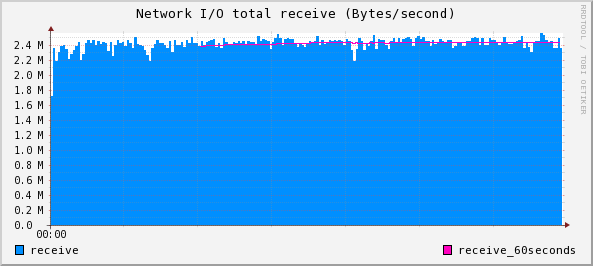 Network I/O total receive (Bytes/second)
RRDTOOL / TOBI OETIKER
2.4 M
2.2 M
2.0 M
1.8 M
1.6 M
1.4 M
1.2 M
1.0 M
0.8 M
0.6 M
0.4 M
0.2 M
0.0
00:00
receive receive_60seconds